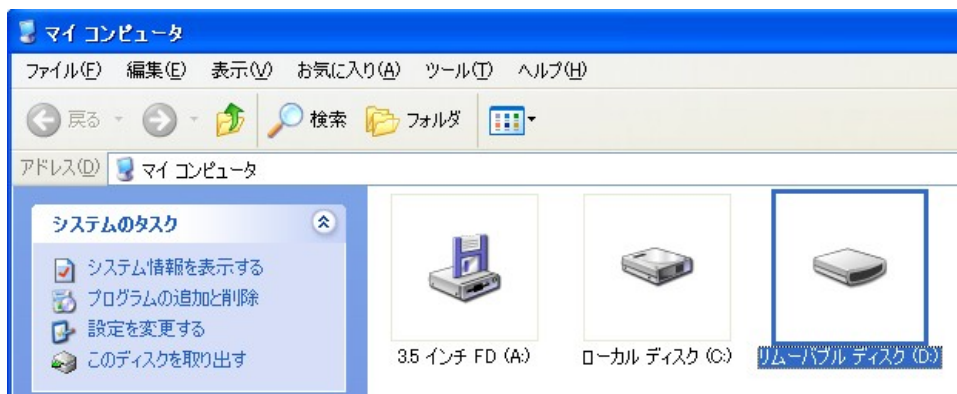 マイ コンピュータ
ファイル(F) 編集(E) 表示(V) お気に入り(A) ツール(T) ヘルプ(H)
戻る 検索 フォルダ
アドレス(D) マイ コンピュータ
システムのタスク
システム情報を表示する
プログラムの追加と削除
設定を変更する
このディスクを取り出す
3.5 インチ FD (A:)
ローカル ディスク (C:)
リムーバブル ディスク (D:)